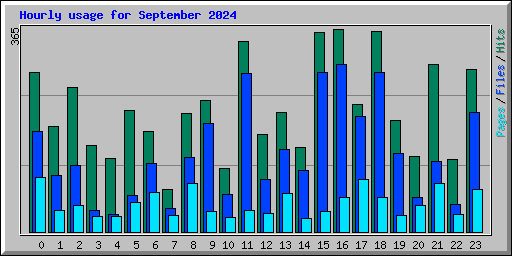 Hourly usage for September 2024
365
Pages/Files/Hits
0 1 2 3 4 5 6 7 8 9 10 11 12 13 14 15 16 17 18 19 20 21 22 23